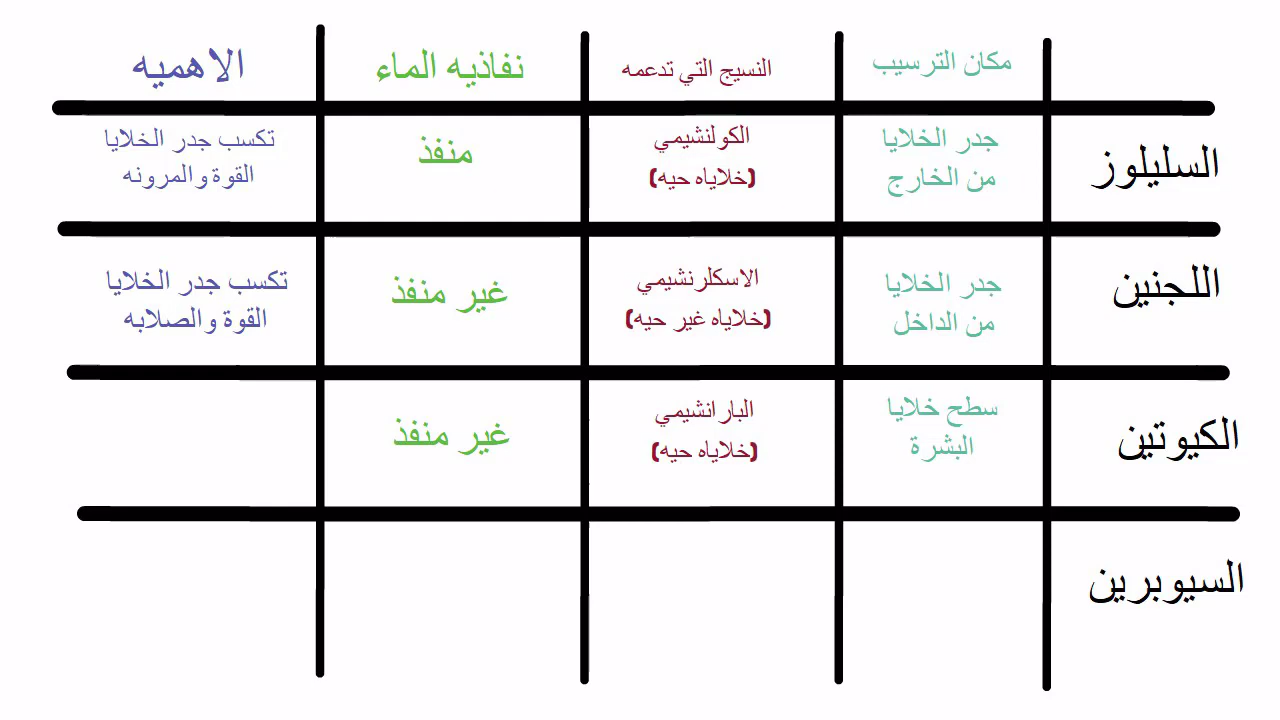 مكان الترسيب
النسيج التي تدعمه
نفاذيه الماء
الاهميه
السليلوز
جدر الخلايا
من الخارج
الكولنشيمي
(خلاياه حيه)
منفذ
تكسب جدر الخلايا
القوة والمرونه
اللجنين
جدر الخلايا
من الداخل
الاسكلرنشيمي
(خلاياه غير حيه)
غير منفذ
تكسب جدر الخلايا
القوة والصلابه
الكيوتين
سطح خلايا
البشرة
البارانشيمي
(خلاياه حيه)
غير منفذ
السيوبرين